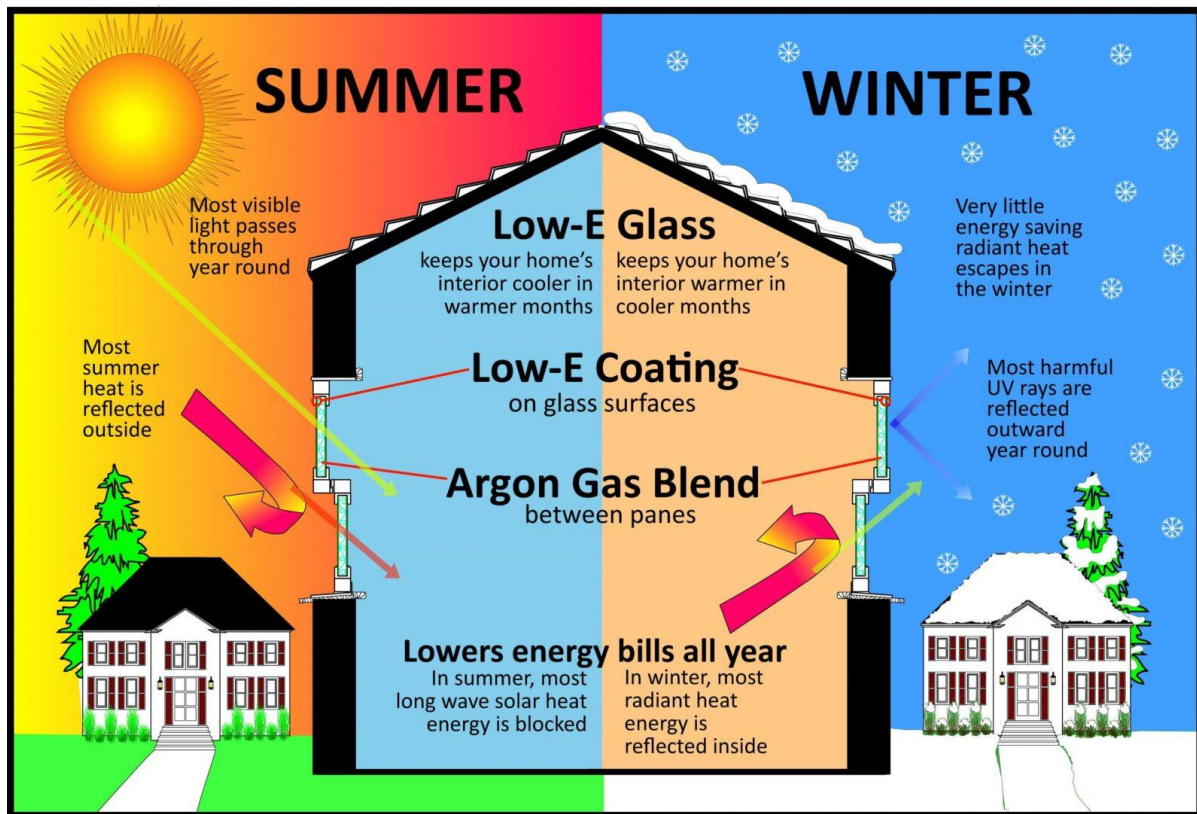 SUMMER
WINTER
Most visible
light passes
through
year round
Very little
energy saving
radiant heat
escapes in
the winter
Low-E Glass
keeps your home's
interior cooler in
warmer months
keeps your home's
interior warmer in
cooler months
Most
summer
heat is
reflected
outside
Low-E Coating
on glass surfaces
Most harmful
UV rays are
reflected
outward
year round
Argon Gas Blend
between panes
Lowers energy bills all year
In summer, most
long wave solar heat
energy is blocked
In winter, most
radiant heat
energy is
reflected inside